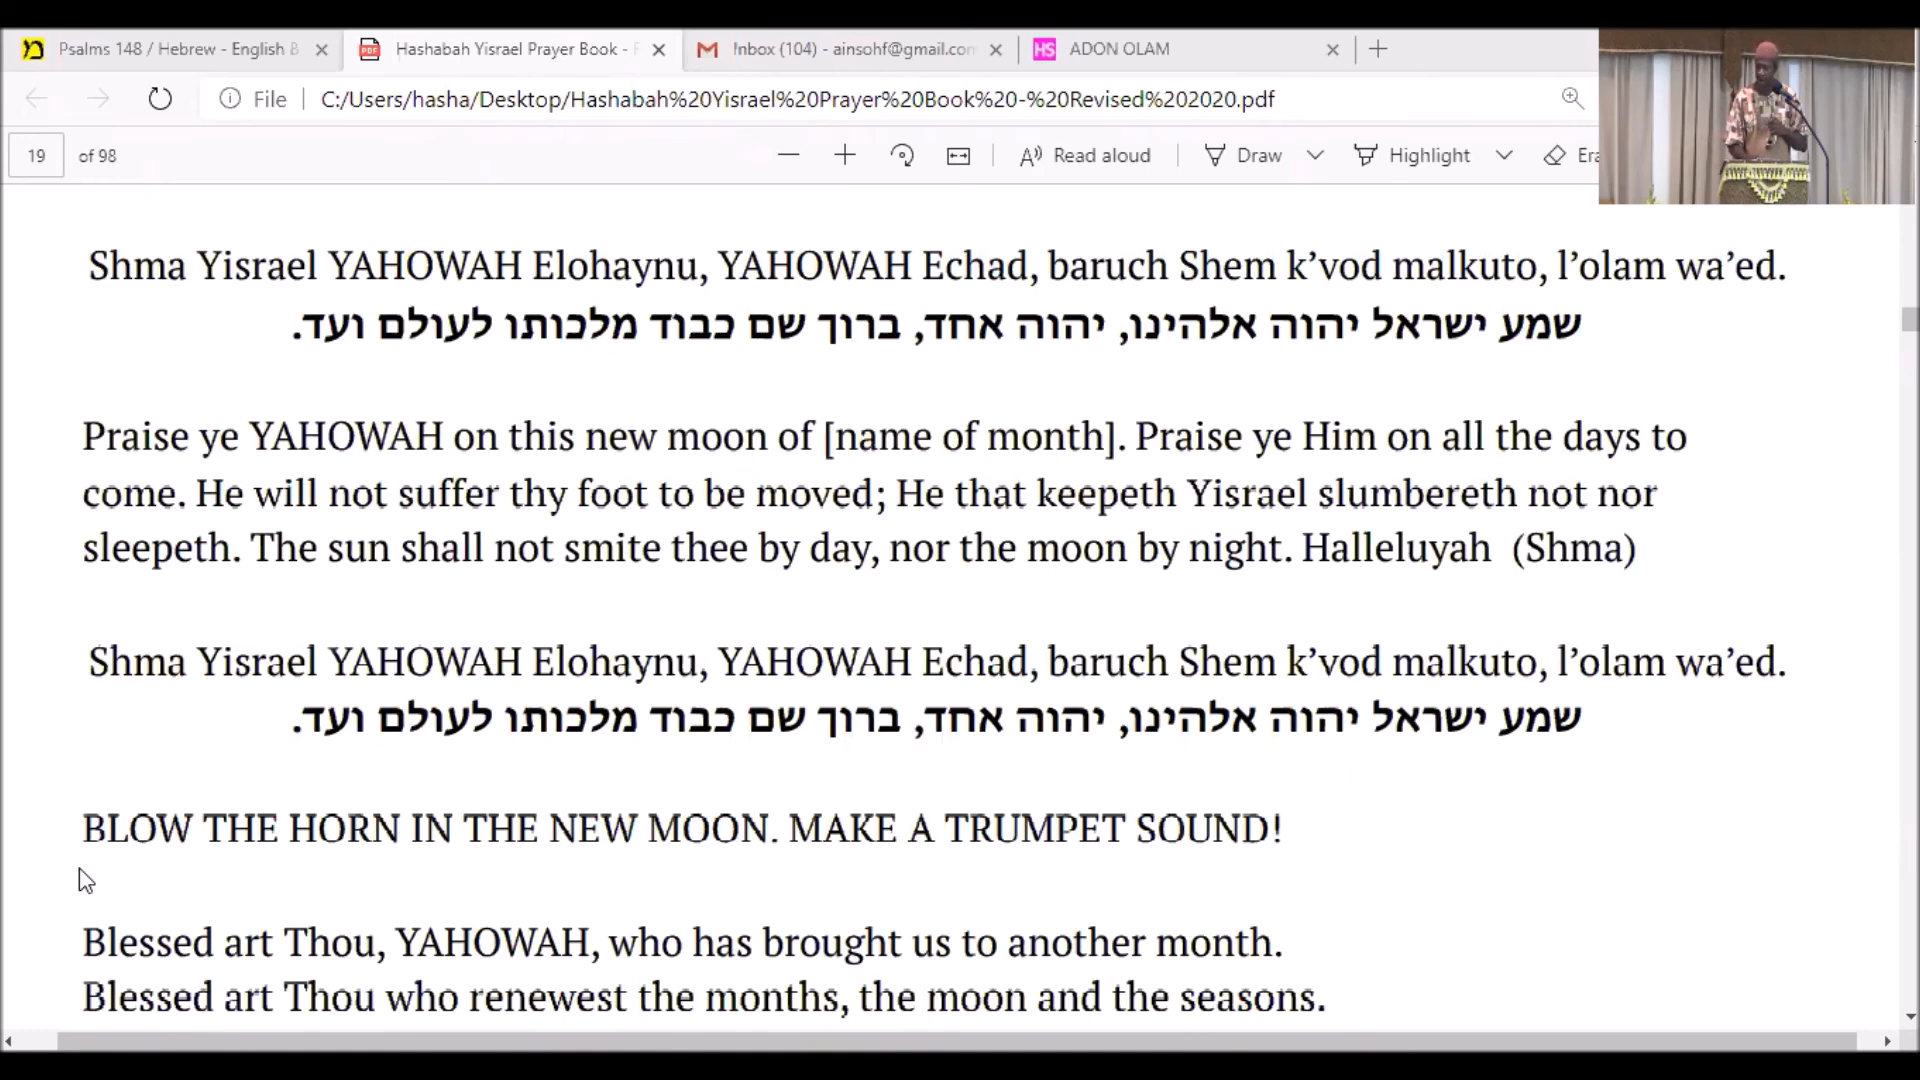 Psalms 148 / Hebrew - English &
Hashabah Yisrael Prayer Book -
Inbox (104) - ainsohf@gmail.com
HS
ADON OLAM
File
C:/Users/hasha/Desktop/Hashabah%20Yisrael%20Prayer%20Book%20-%20Revised%202020.pdf
19 of 98
Read aloud
Draw
Highlight
Era
Shma Yisrael YAHOWAH Elohaynu, YAHOWAH Echad, baruch Shem k’vod malkuto, l’olam wa’ed.
שמע ישראל יהוה אלהינו, יהוה אחד, ברוך שם כבוד מלכותו לעולם ועד.
Praise ye YAHOWAH on this new moon of [name of month]. Praise ye Him on all the days to
come. He will not suffer thy foot to be moved; He that keepeth Yisrael slumbereth not nor
sleepeth. The sun shall not smite thee by day, nor the moon by night. Halleluyah (Shma)
Shma Yisrael YAHOWAH Elohaynu, YAHOWAH Echad, baruch Shem k’vod malkuto, l’olam wa’ed.
שמע ישראל יהוה אלהינו, יהוה אחד, ברוך שם כבוד מלכותו לעולם ועד.
BLOW THE HORN IN THE NEW MOON. MAKE A TRUMPET SOUND!
Blessed art Thou, YAHOWAH, who has brought us to another month.
Blessed art Thou who renewest the months, the moon and the seasons.